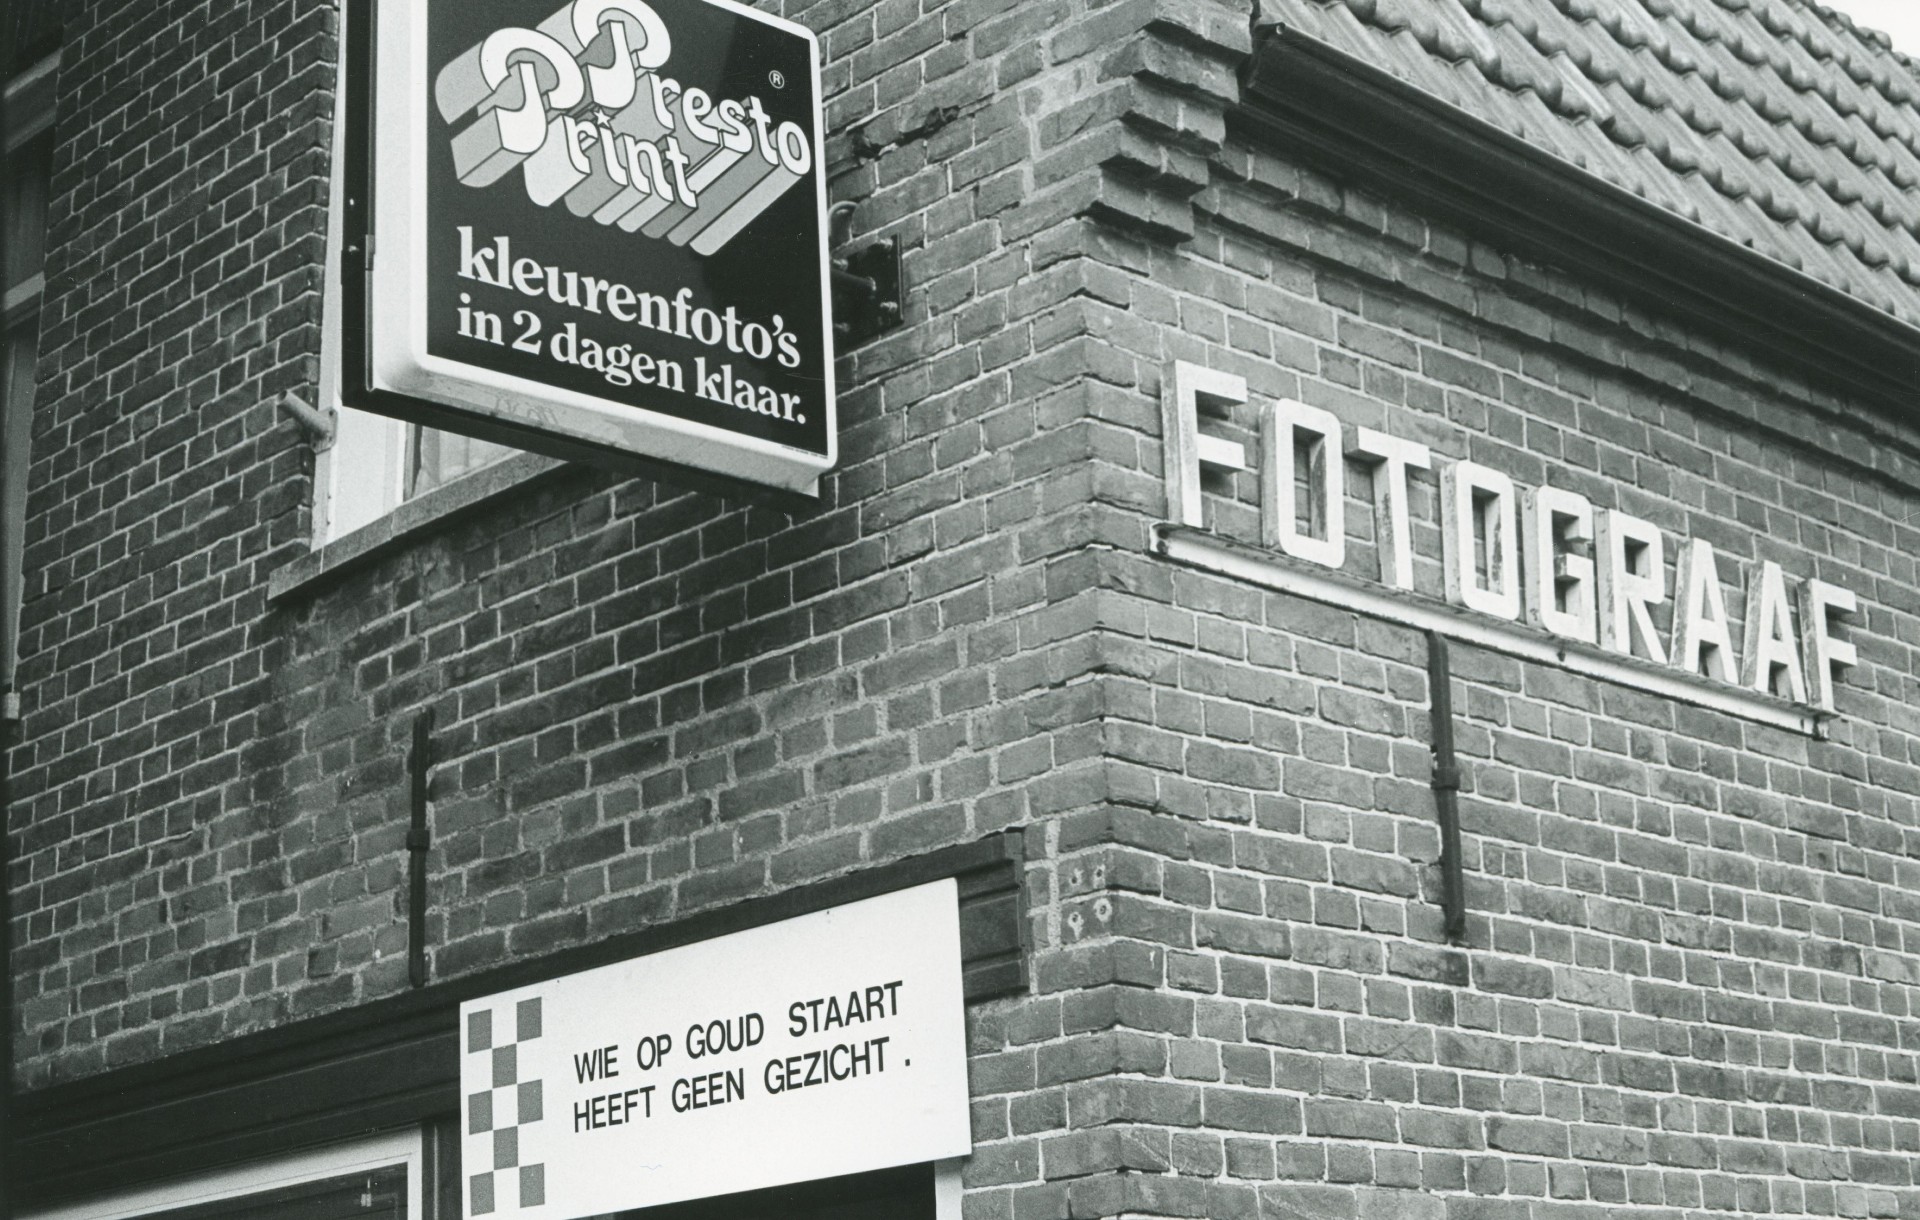 Presto
Print
®
kleurenfoto's
in 2 dagen klaar.
FOTOGRAAF
WIE OP GOUD STAART
HEEFT GEEN GEZICHT.